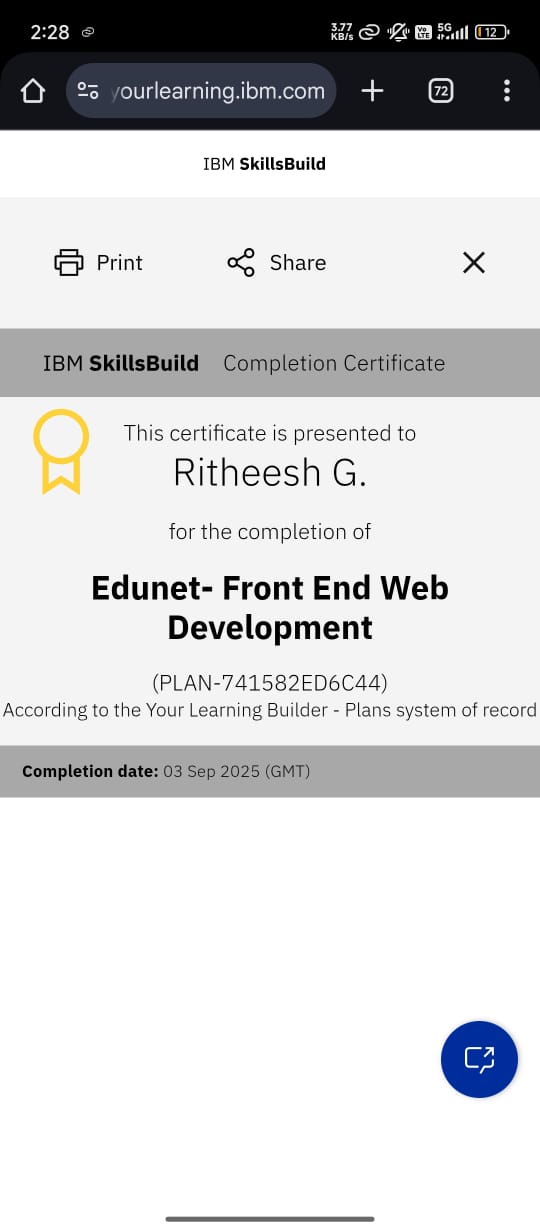 2:28
3.77 KB/s
Vo LTE
5G
12
yourlearning.ibm.com
72
IBM SkillsBuild
Print
Share
IBM SkillsBuild Completion Certificate
This certificate is presented to
Ritheesh G.
for the completion of
Edunet- Front End Web
Development
(PLAN-741582ED6C44)
According to the Your Learning Builder - Plans system of record
Completion date: 03 Sep 2025 (GMT)